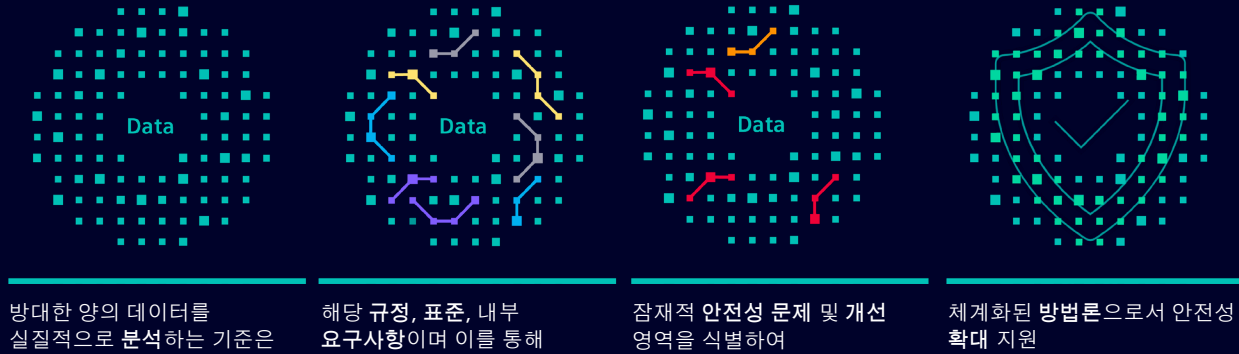 Data
Data
Data
방대한 양의 데이터를
실질적으로 분석하는 기준은
해당 규정, 표준, 내부
요구사항이며 이를 통해
잠재적 안전성 문제 및 개선
영역을 식별하여
체계화된 방법론으로서 안전성
확대 지원